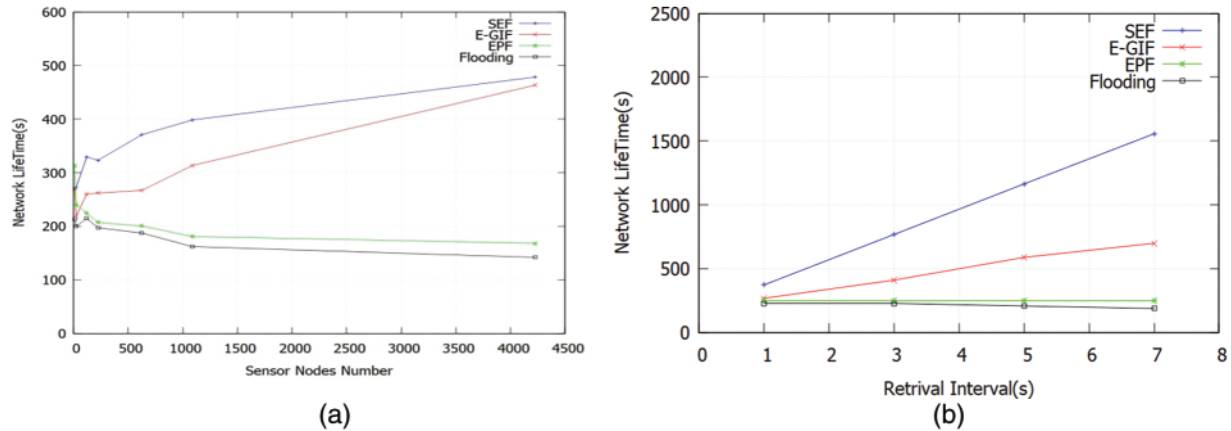 600
500
400
300
200
100
0
Network LifeTime(s)
0 500 1000 1500 2000 2500 3000 3500 4000 4500
Sensor Nodes Number
SEF
E-GIF
EPF
Flooding
(a)
2500
2000
1500
1000
500
0
Network LifeTime(s)
0 1 2 3 4 5 6 7 8
Retrival Interval(s)
SEF
E-GIF
EPF
Flooding
(b)